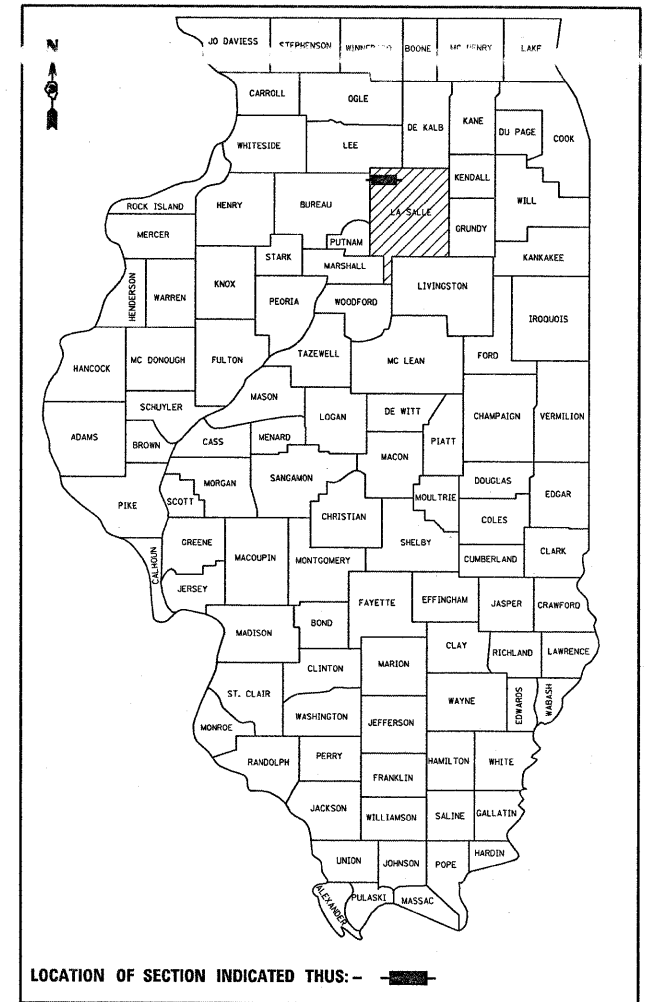 JO DAVIESS STEPHENSON WINNEBAGO BOONE MC HENRY LAKE
N
CARROLL OGLE DE KALB KANE DU PAGE COOK
WHITESIDE LEE
KENDALL WILL
ROCK ISLAND HENRY BUREAU LA SALLE GRUNDY
MERCER PUTNAM
STARK MARSHALL KANKAKEE
HENDERSON WARREN KNOX PEORIA WOODFORD LIVINGSTON
IROQUOIS
HANCOCK MC DONOUGH FULTON TAZEWELL MC LEAN FORD
MASON
SCHUYLER LOGAN DE WITT CHAMPAIGN VERMILION
ADAMS BROWN CASS MENARD PIATT
MACON
MORGAN SANGAMON DOUGLAS
PIKE SCOTT MOULTRIE EDGAR
CHRISTIAN COLES
GREENE SHELBY
CALHOUN MACOUPIN MONTGOMERY CUMBERLAND CLARK
JERSEY
FAYETTE EFFINGHAM JASPER CRAWFORD
MADISON BOND
CLAY RICHLAND LAWRENCE
CLINTON MARION
ST. CLAIR WAYNE EDWARDS WABASH
WASHINGTON JEFFERSON
MONROE
RANDOLPH PERRY HAMILTON WHITE
FRANKLIN
JACKSON WILLIAMSON SALINE GALLATIN
UNION JOHNSON POPE HARDIN
ALEXANDER PULASKI MASSAC
LOCATION OF SECTION INDICATED THUS: -